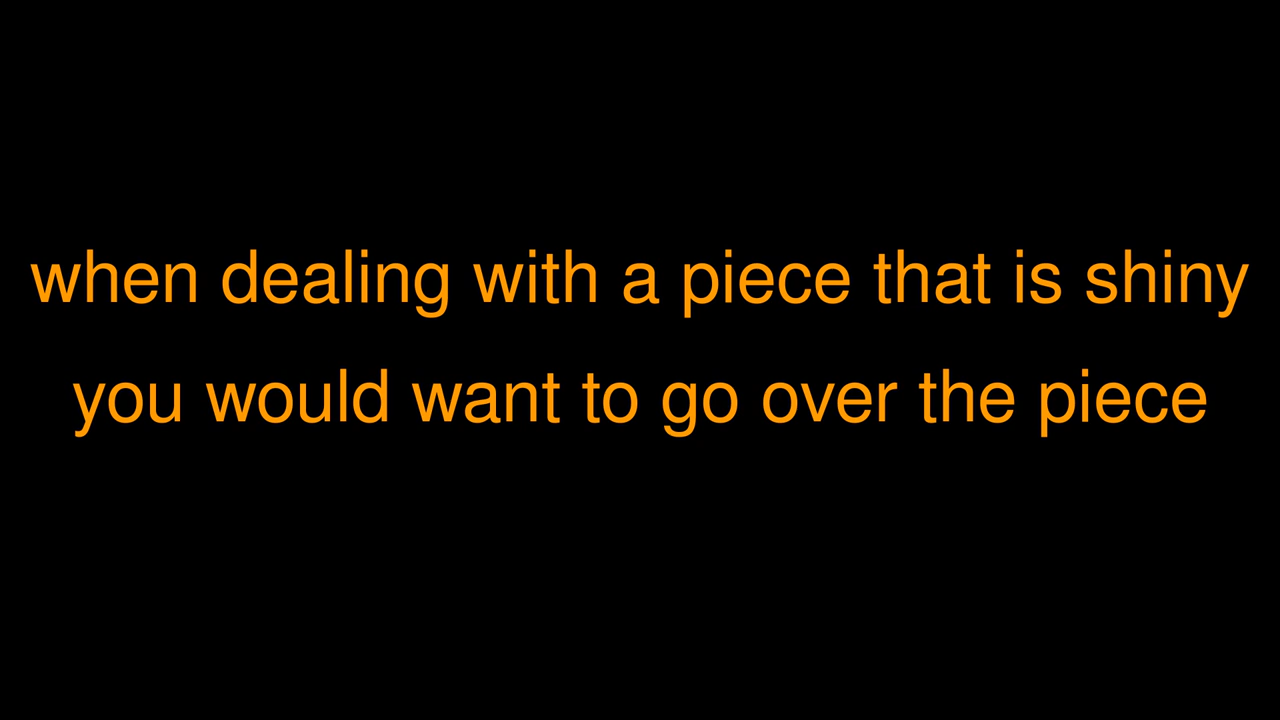 when dealing with a piece that is shiny
you would want to go over the piece